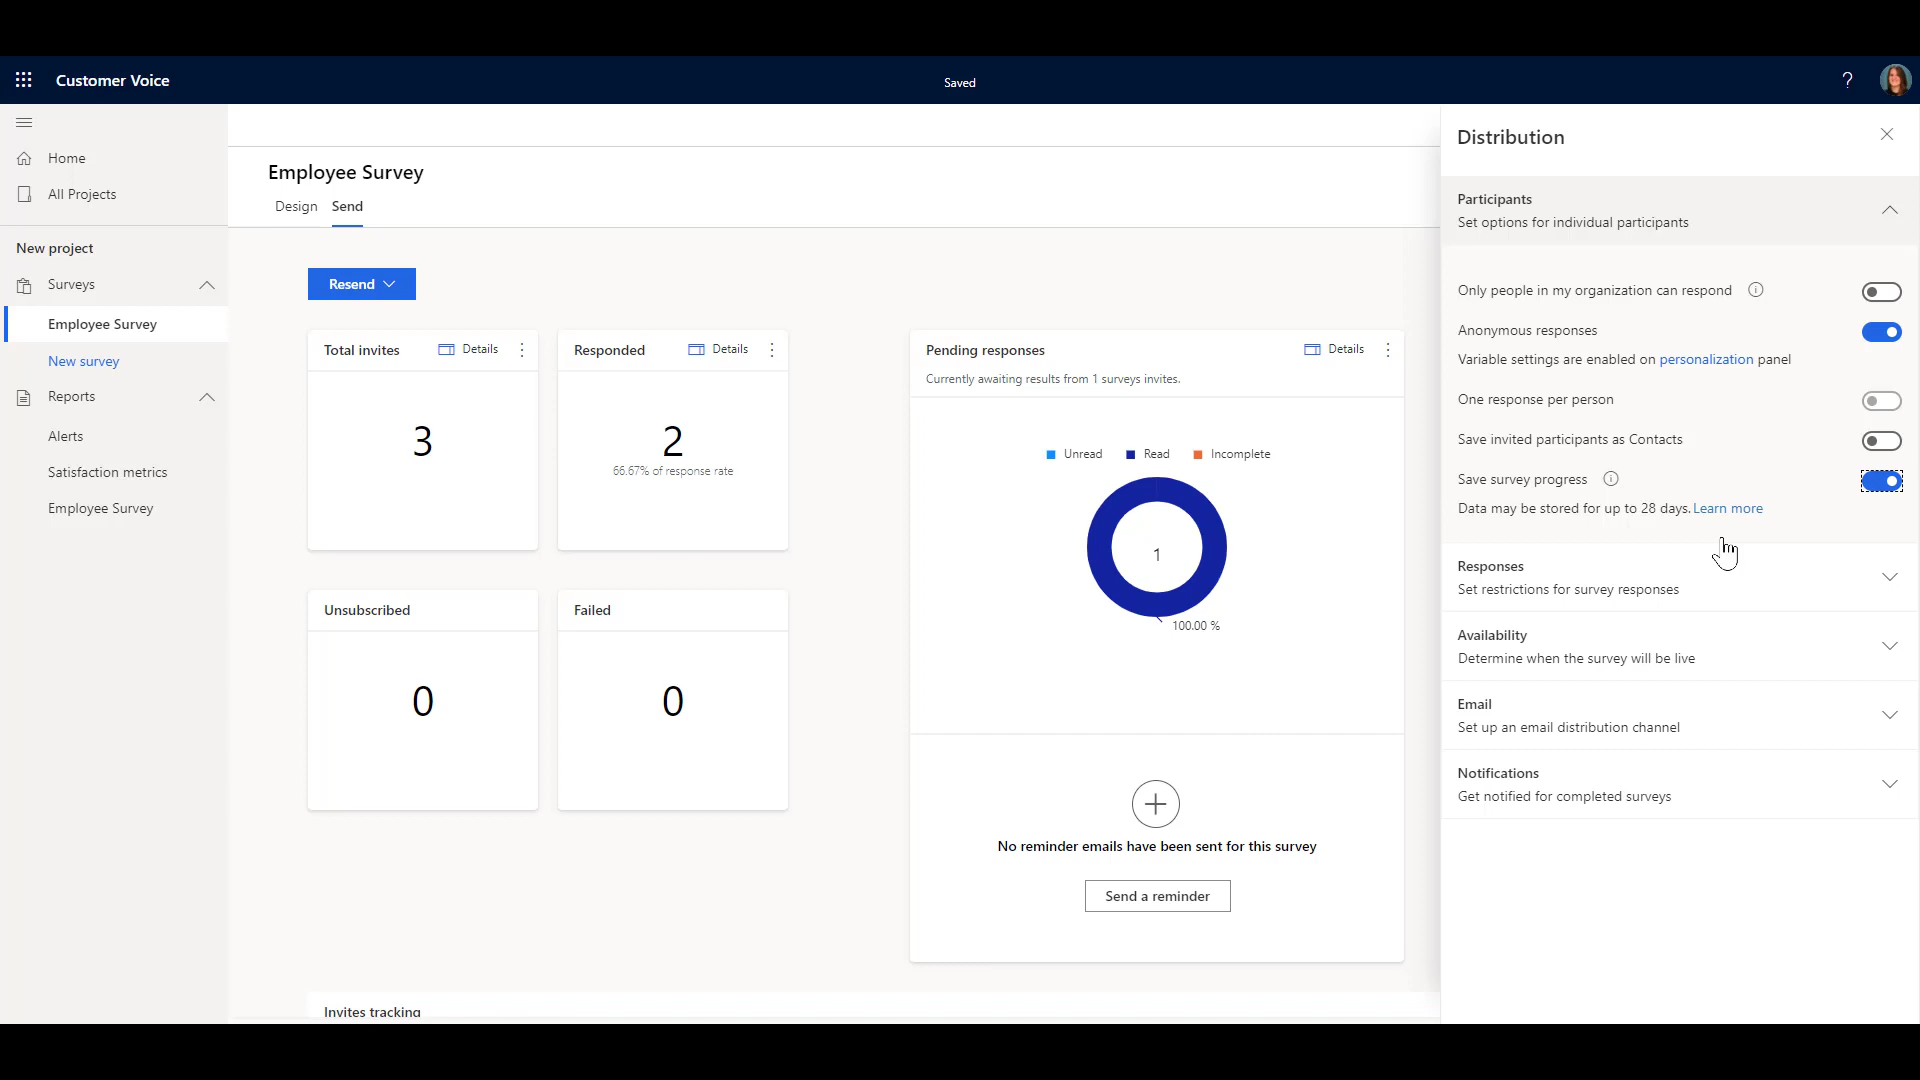 Customer Voice
Saved
?
Home
All Projects
New project
Surveys
Employee Survey
New survey
Reports
Alerts
Satisfaction metrics
Employee Survey
Employee Survey
Design Send
Resend
Total invites Details
3
Responded Details
2
66.67% of response rate
Unsubscribed
0
Failed
0
Pending responses Details
Currently awaiting results from 1 surveys invites.
Unread Read Incomplete
1
100.00 %
No reminder emails have been sent for this survey
Send a reminder
Invites tracking
Distribution
Participants
Set options for individual participants
Only people in my organization can respond
Anonymous responses
Variable settings are enabled on personalization panel
One response per person
Save invited participants as Contacts
Save survey progress
Data may be stored for up to 28 days. Learn more
Responses
Set restrictions for survey responses
Availability
Determine when the survey will be live
Email
Set up an email distribution channel
Notifications
Get notified for completed surveys